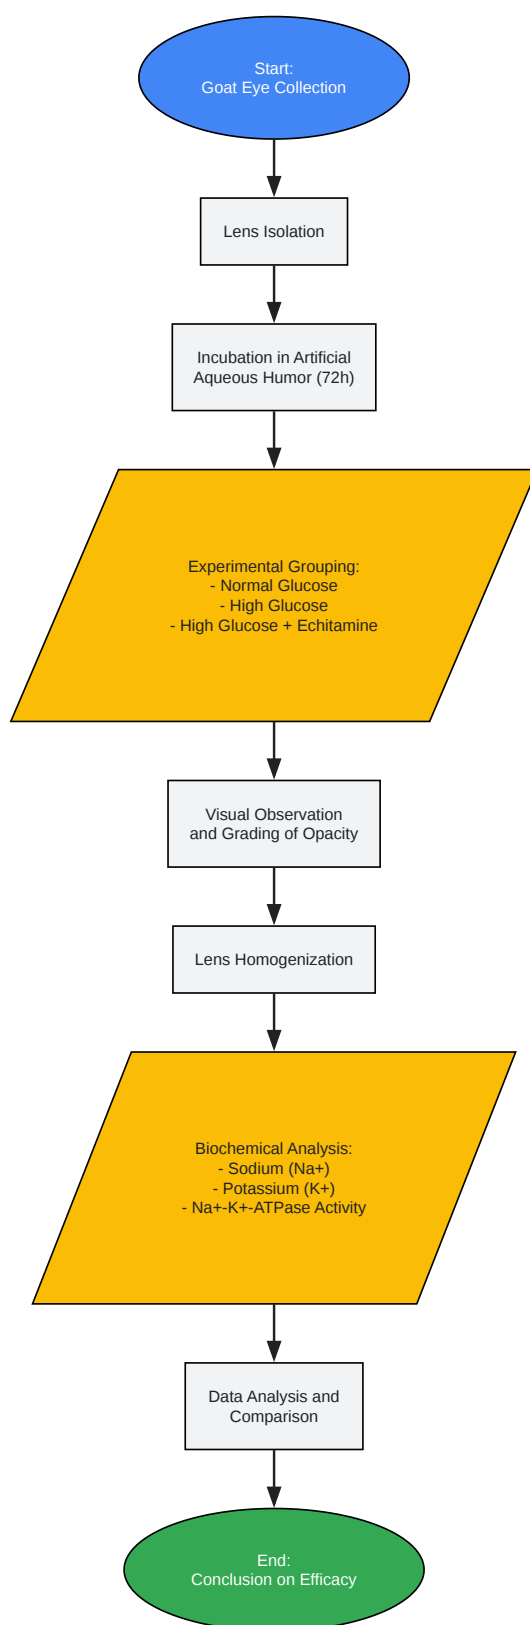 Start:
Goat Eye Collection
Lens Isolation
Incubation in Artificial
Aqueous Humor (72h)
Experimental Grouping:
- Normal Glucose
- High Glucose
- High Glucose + Echitamine
Visual Observation
and Grading of Opacity
Lens Homogenization
Biochemical Analysis:
- Sodium (Na+)
- Potassium (K+)
- Na+-K+-ATPase Activity
Data Analysis and
Comparison
End:
Conclusion on Efficacy